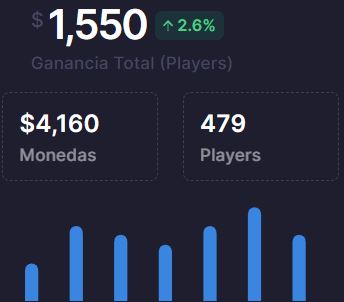 $ 1,550 ↑ 2.6%
Ganancia Total (Players)
$4,160 479
Monedas Players